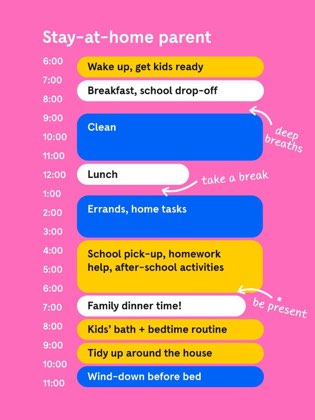 Stay-at-home parent
6:00
Wake up, get kids ready
7:00
Breakfast, school drop-off
8:00
9:00
deep
breaths
Clean
10:00
11:00
12:00
Lunch
take a break
1:00
Errands, home tasks
2:00
3:00
4:00
School pick-up, homework
help, after-school activities
5:00
6:00
be present
7:00
Family dinner time!
8:00
Kids' bath + bedtime routine
9:00
Tidy up around the house
10:00
Wind-down before bed
11:00